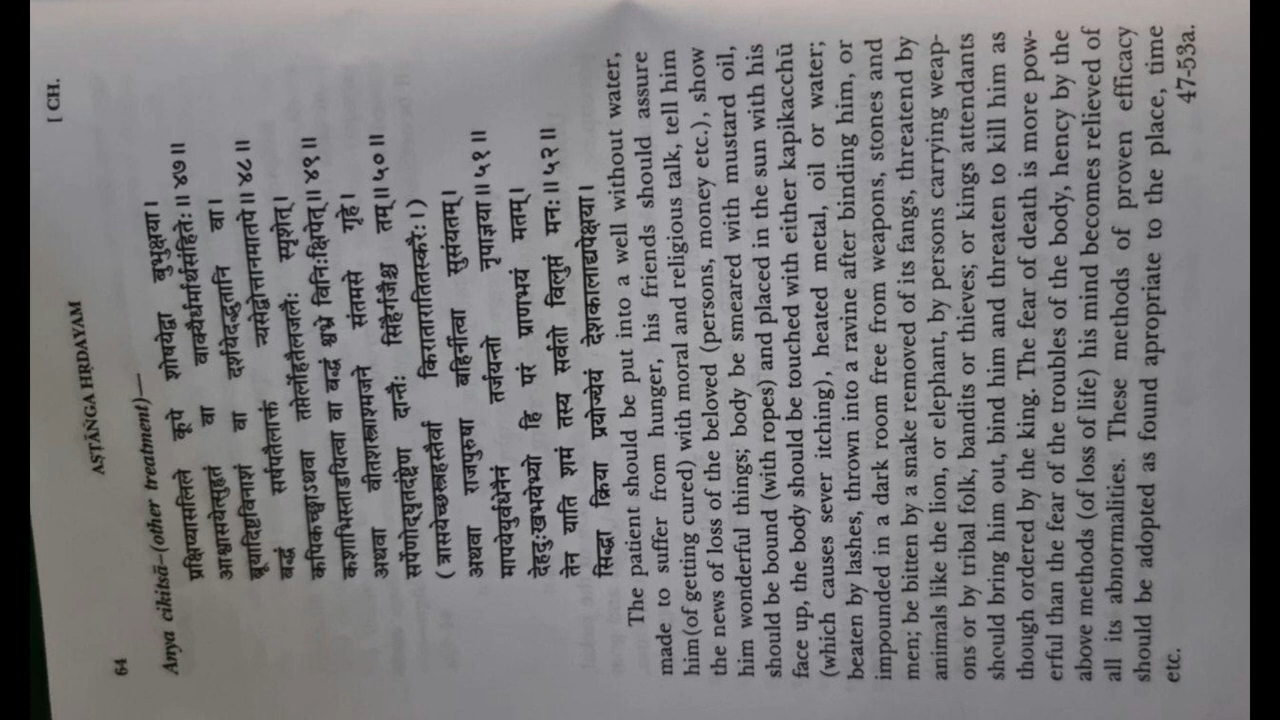 64
AṢṬĀÑGA HṚDAYAM
[ CH.
Anya cikitsā-(other treatment)—
प्रक्षिप्यासलिले कूपे शोषयेद्वा बुभुक्षया।
आश्वासयेत्सुहृत्तं वा वाक्यैर्धर्मार्थसंहितैः॥४७॥
ब्रूयादिष्टविनाशं वा दर्शयेदद्भुतानि वा।
बद्धं सर्षपतैलाक्तं न्यसेद्वोत्तानमातपे॥४८॥
कपिकच्छ्वाऽथवा तप्तैर्लोहतैलजलैः स्पृशेत्।
कशाभिस्ताडयित्वा वा बद्धं श्वभ्रे विनिःक्षिपेत्॥४९॥
अथवा वीतशस्त्राश्मजने संतमसे गृहे।
सर्पेणोद्धृतदंष्ट्रेण दान्तैः सिंहैर्गजैश्च तम्॥५०॥
(त्रासयेच्छस्त्रहस्तैर्वा किरातारातितस्करैः।)
अथवा राजपुरुषा बहिर्नीत्वा सुसंयतम्।
भापयेयुर्वधेनैनं तर्जयन्तो नृपाज्ञया॥५१॥
देहदुःखभयेभ्यो हि परं प्राणभयं मतम्।
तेन याति शमं तस्य सर्वतो विप्लुतं मनः॥५२॥
सिद्धा क्रिया प्रयोज्येयं देशकालाद्यपेक्षया।
The patient should be put into a well without water,
made to suffer from hunger, his friends should assure
him(of getting cured) with moral and religious talk, tell him
the news of loss of the beloved (persons, money etc.), show
him wonderful things; body be smeared with mustard oil,
should be bound (with ropes) and placed in the sun with his
face up, the body should be touched with either kapikacchū
(which causes sever itching), heated metal, oil or water;
beaten by lashes, thrown into a ravine after binding him, or
impounded in a dark room free from weapons, stones and
men; be bitten by a snake removed of its fangs, threatend by
animals like the lion, or elephant, by persons carrying weap-
ons or by tribal folk, bandits or thieves; or kings attendants
should bring him out, bind him and threaten to kill him as
though ordered by the king. The fear of death is more pow-
erful than the fear of the troubles of the body, hency by the
above methods (of loss of life) his mind becomes relieved of
all its abnormalities. These methods of proven efficacy
should be adopted as found apropriate to the place, time
etc. 47-53a.